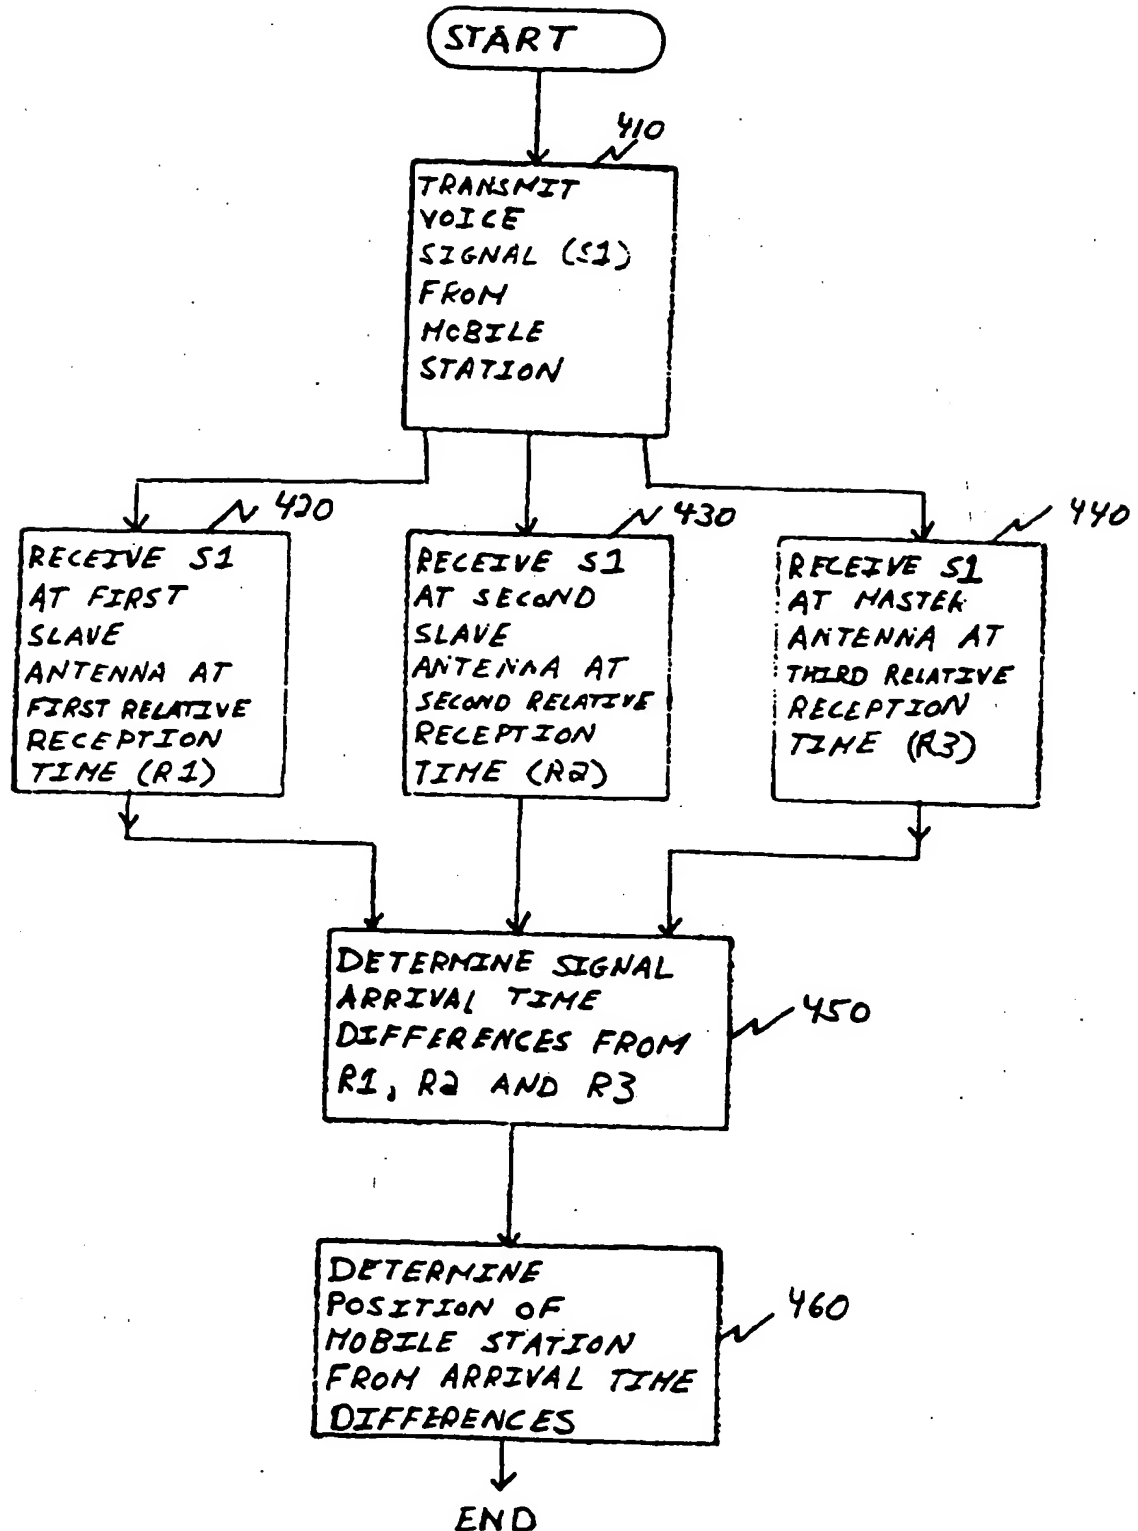 START
410
TRANSMIT
VOICE
SIGNAL (S1)
FROM
MOBILE
STATION
420
RECEIVE S1
AT FIRST
SLAVE
ANTENNA AT
FIRST RELATIVE
RECEPTION
TIME (R1)
430
RECEIVE S1
AT SECOND
SLAVE
ANTENNA AT
SECOND RELATIVE
RECEPTION
TIME (R2)
440
RECEIVE S1
AT MASTER
ANTENNA AT
THIRD RELATIVE
RECEPTION
TIME (R3)
DETERMINE SIGNAL
ARRIVAL TIME
DIFFERENCES FROM
R1, R2 AND R3
450
DETERMINE
POSITION OF
MOBILE STATION
FROM ARRIVAL TIME
DIFFERENCES
460
END